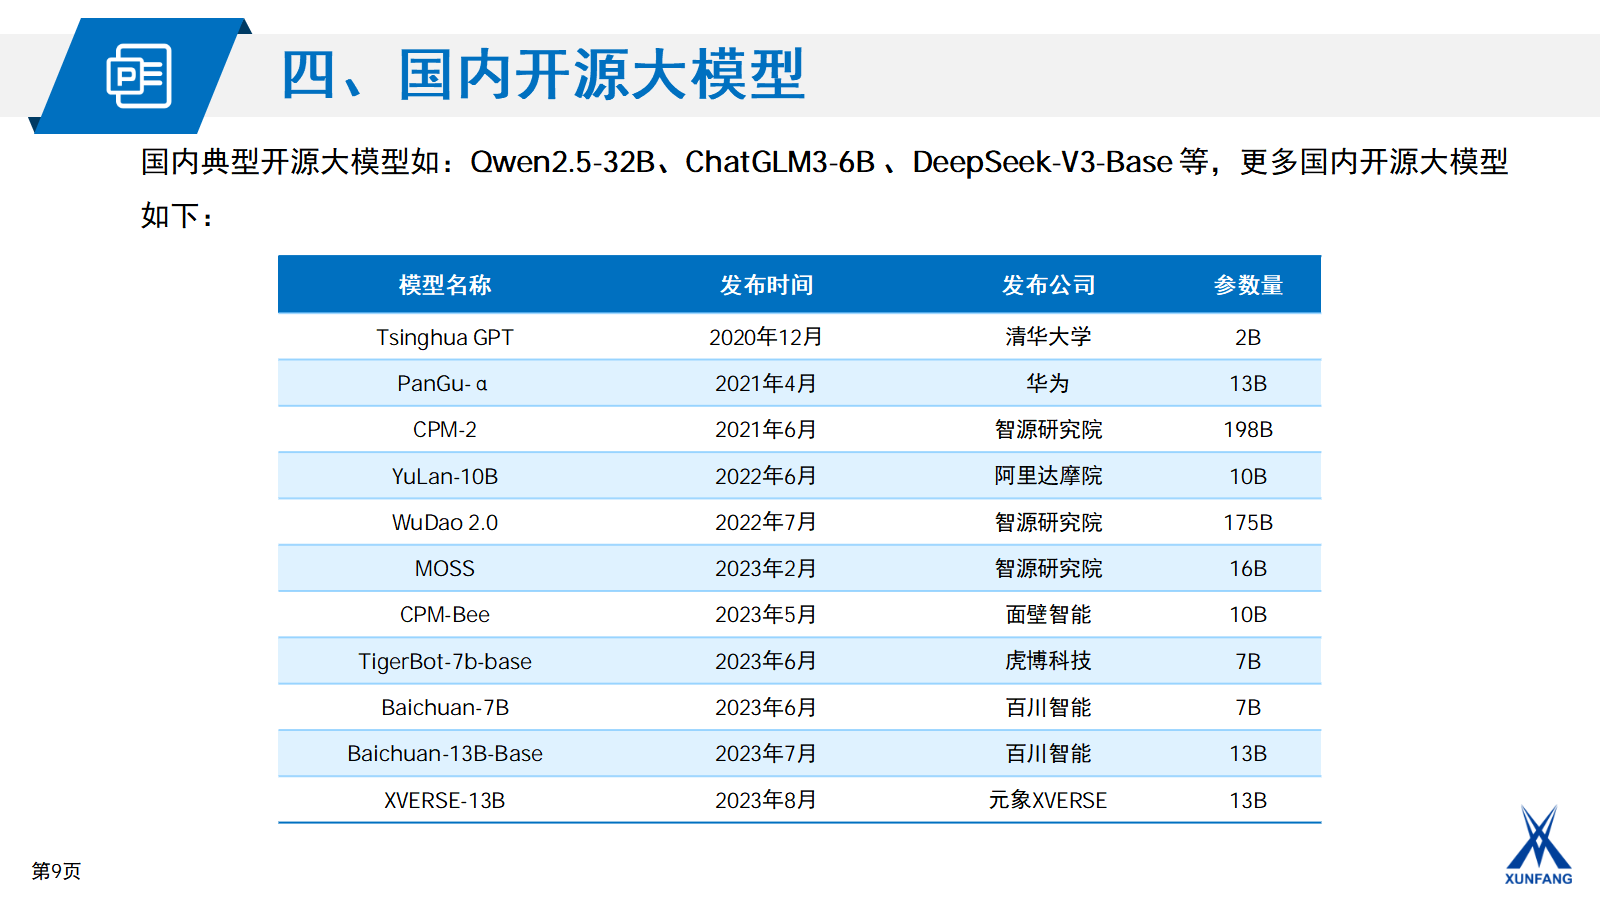 四、国内开源大模型
国内典型开源大模型如：Qwen2.5-32B、ChatGLM3-6B 、DeepSeek-V3-Base 等，更多国内开源大模型
如下：
模型名称 发布时间 发布公司 参数量
Tsinghua GPT 2020年12月 清华大学 2B
PanGu- α 2021年4月 华为 13B
CPM-2 2021年6月 智源研究院 198B
YuLan-10B 2022年6月 阿里达摩院 10B
WuDao 2.0 2022年7月 智源研究院 175B
MOSS 2023年2月 智源研究院 16B
CPM-Bee 2023年5月 面壁智能 10B
TigerBot-7b-base 2023年6月 虎博科技 7B
Baichuan-7B 2023年6月 百川智能 7B
Baichuan-13B-Base 2023年7月 百川智能 13B
XVERSE-13B 2023年8月 元象XVERSE 13B
第9页
XUNFANG